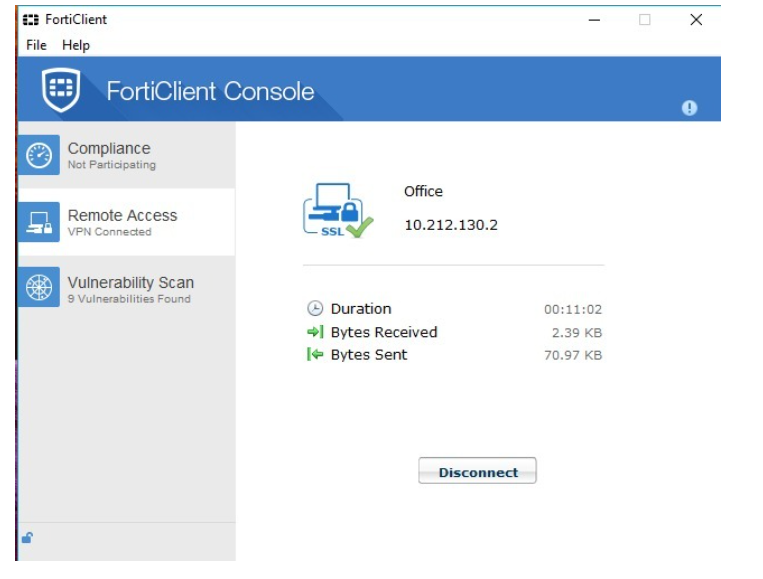 FortiClient
File Help
FortiClient Console
Compliance
Not Participating
Remote Access
VPN Connected
Vulnerability Scan
9 Vulnerabilities Found
SSL
Office
10.212.130.2
Duration 00:11:02
Bytes Received 2.39 KB
Bytes Sent 70.97 KB
Disconnect